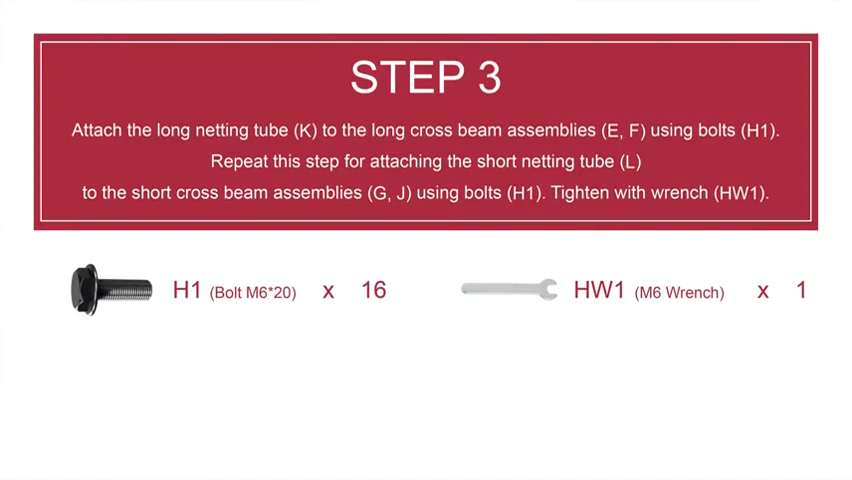 STEP 3
Attach the long netting tube (K) to the long cross beam assemblies (E, F) using bolts (H1).
Repeat this step for attaching the short netting tube (L)
to the short cross beam assemblies (G, J) using bolts (H1). Tighten with wrench (HW1).
H1 (Bolt M6*20) x 16 HW1 (M6 Wrench) x 1